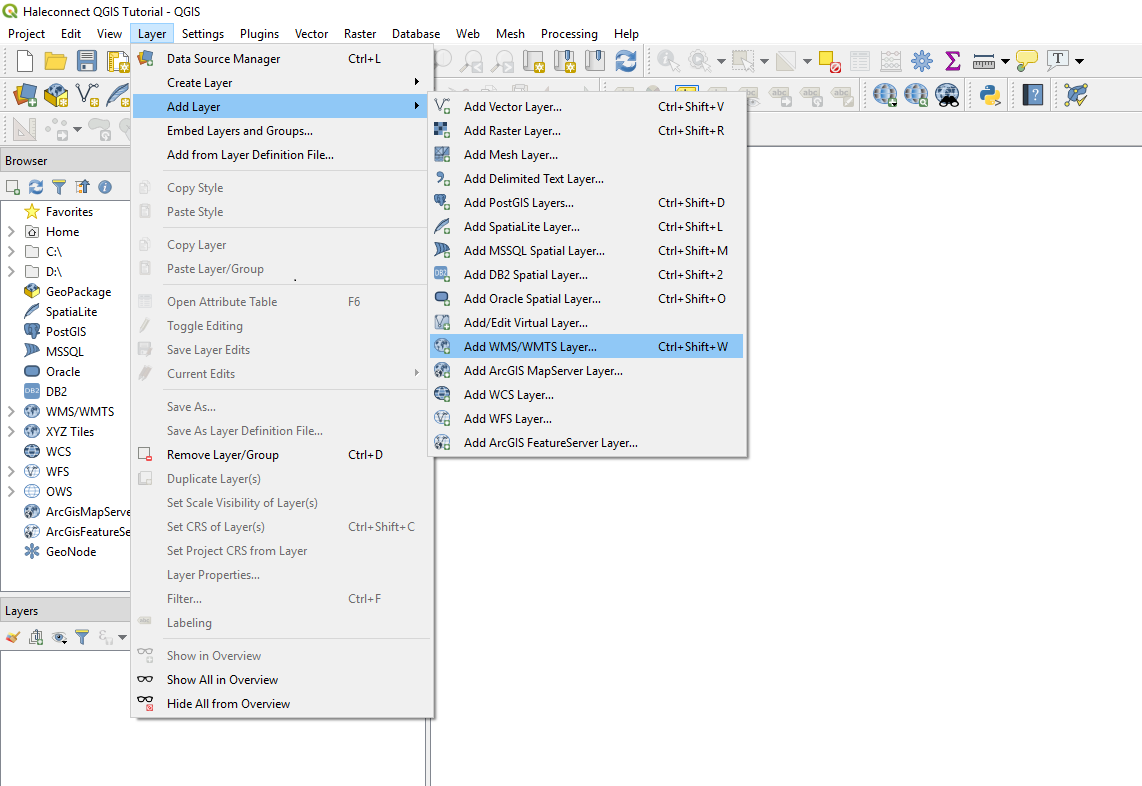 Haleconnect QGIS Tutorial - QGIS
Project Edit View Layer Settings Plugins Vector Raster Database Web Mesh Processing Help
Data Source Manager Ctrl+L
Create Layer
Add Layer
Embed Layers and Groups...
Add from Layer Definition File...
Copy Style
Paste Style
Copy Layer
Paste Layer/Group
Open Attribute Table F6
Toggle Editing
Save Layer Edits
Current Edits
Save As...
Save As Layer Definition File...
Remove Layer/Group Ctrl+D
Duplicate Layer(s)
Set Scale Visibility of Layer(s)
Set CRS of Layer(s) Ctrl+Shift+C
Set Project CRS from Layer
Layer Properties...
Filter... Ctrl+F
Labeling
Show in Overview
Show All in Overview
Hide All from Overview
Add Vector Layer... Ctrl+Shift+V
Add Raster Layer... Ctrl+Shift+R
Add Mesh Layer...
Add Delimited Text Layer...
Add PostGIS Layers... Ctrl+Shift+D
Add SpatiaLite Layer... Ctrl+Shift+L
Add MSSQL Spatial Layer... Ctrl+Shift+M
DB2 Add DB2 Spatial Layer... Ctrl+Shift+2
Add Oracle Spatial Layer... Ctrl+Shift+O
Add/Edit Virtual Layer...
Add WMS/WMTS Layer... Ctrl+Shift+W
Add ArcGIS MapServer Layer...
Add WCS Layer...
Add WFS Layer...
Add ArcGIS FeatureServer Layer...
Browser
Favorites
Home
C:\
D:\
GeoPackage
SpatiaLite
PostGIS
MSSQL
Oracle
DB2 DB2
WMS/WMTS
XYZ Tiles
WCS
WFS
OWS
ArcGisMapServe
ArcGisFeatureSe
GeoNode
Layers